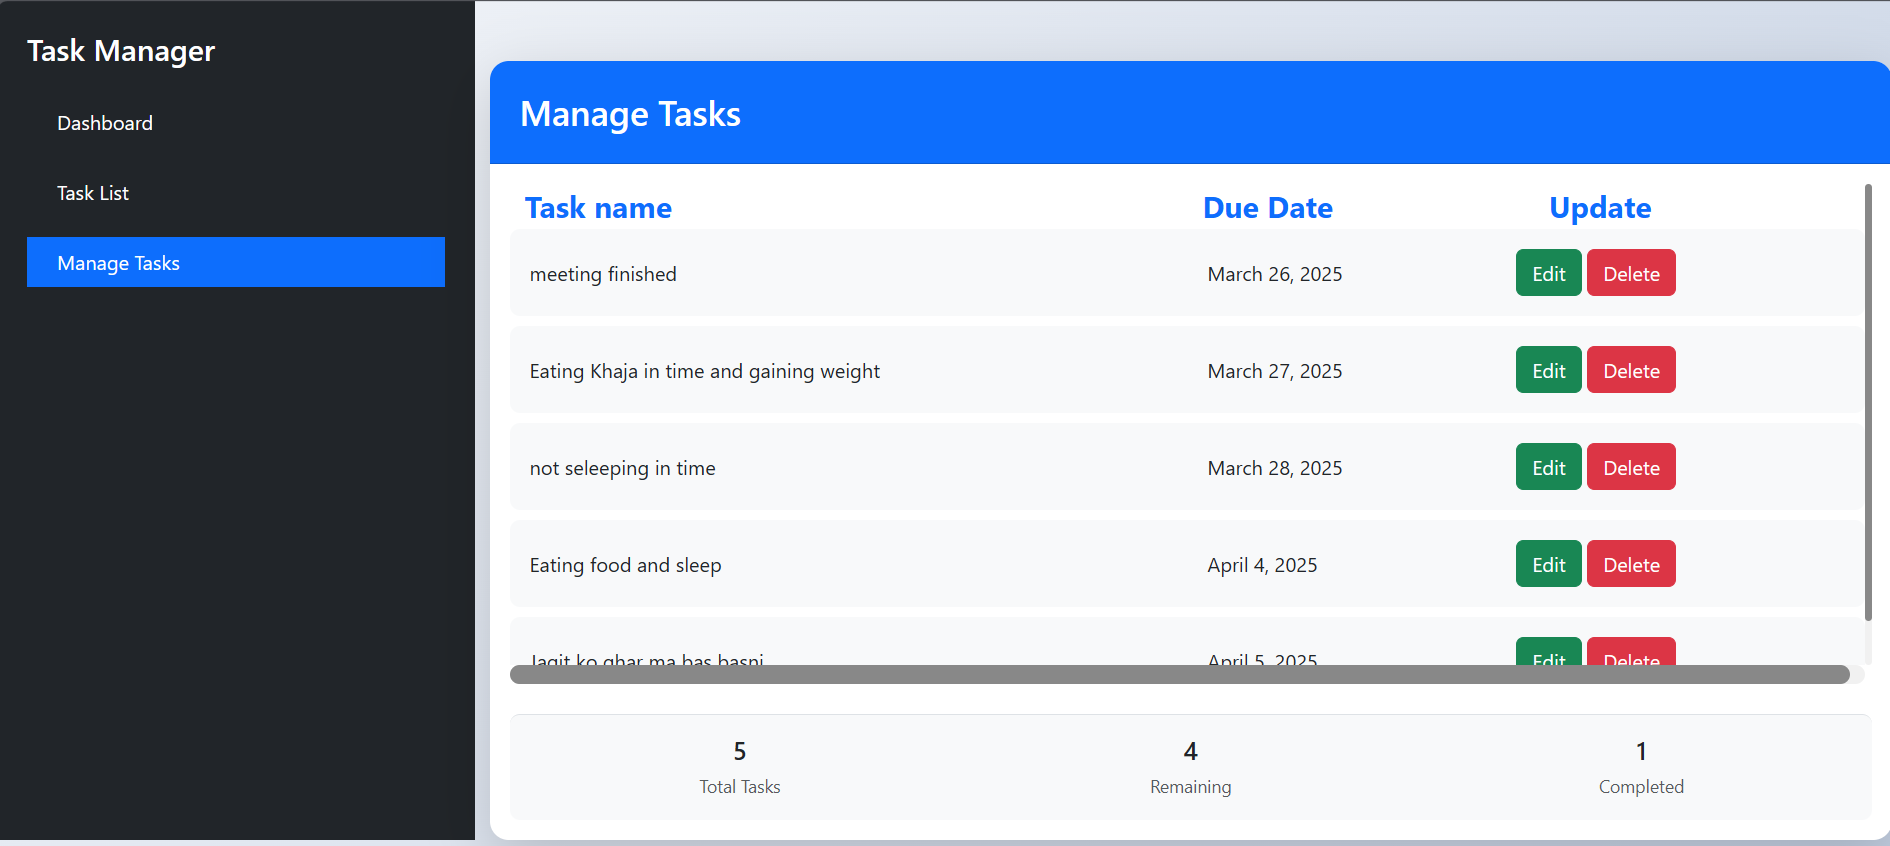 Task Manager
Dashboard
Task List
Manage Tasks
Manage Tasks
Task name Due Date Update
meeting finished March 26, 2025 Edit Delete
Eating Khaja in time and gaining weight March 27, 2025 Edit Delete
not seleeping in time March 28, 2025 Edit Delete
Eating food and sleep April 4, 2025 Edit Delete
Jagit ko ghar ma bas basni April 5, 2025 Edit Delete
5 4 1
Total Tasks Remaining Completed